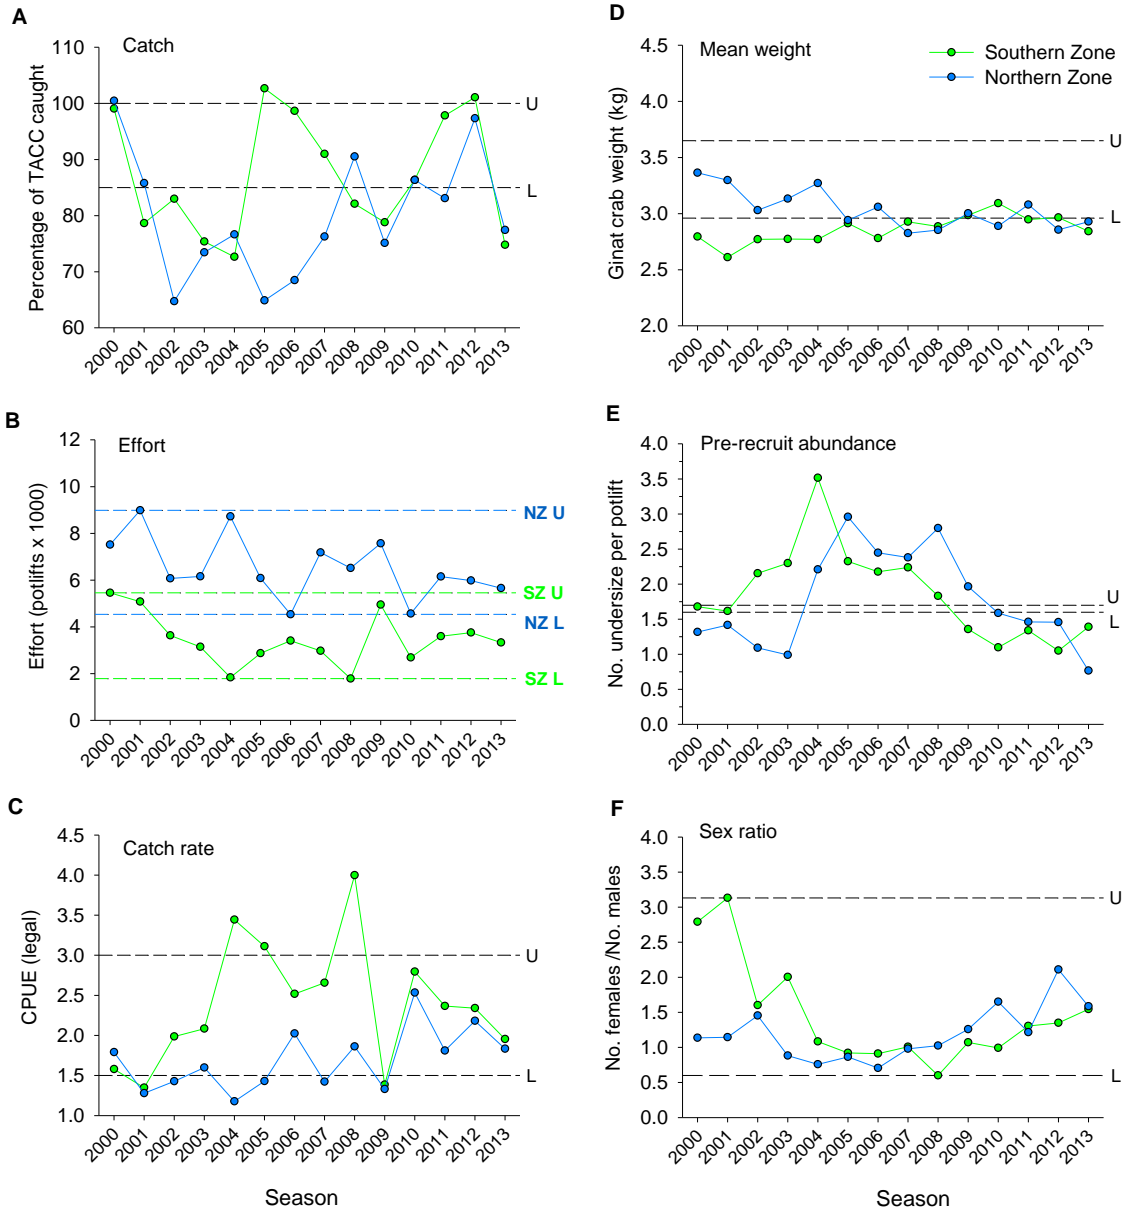 A
Catch
Percentage of TACC caught
110
100
90
80
70
60
U
L
2000 2001 2002 2003 2004 2005 2006 2007 2008 2009 2010 2011 2012 2013
D
Mean weight
Southern Zone
Northern Zone
Ginat crab weight (kg)
4.5
4.0
3.5
3.0
2.5
2.0
U
L
2000 2001 2002 2003 2004 2005 2006 2007 2008 2009 2010 2011 2012 2013
B
Effort
Effort (potlifts x 1000)
12
10
8
6
4
2
0
NZ U
SZ U
NZ L
SZ L
2000 2001 2002 2003 2004 2005 2006 2007 2008 2009 2010 2011 2012 2013
E
Pre-recruit abundance
No. undersize per potlift
4.0
3.5
3.0
2.5
2.0
1.5
1.0
0.5
0.0
U
L
2000 2001 2002 2003 2004 2005 2006 2007 2008 2009 2010 2011 2012 2013
C
Catch rate
CPUE (legal)
4.5
4.0
3.5
3.0
2.5
2.0
1.5
1.0
U
L
2000 2001 2002 2003 2004 2005 2006 2007 2008 2009 2010 2011 2012 2013
Season
F
Sex ratio
No. females /No. males
4.0
3.5
3.0
2.5
2.0
1.5
1.0
0.5
0.0
U
L
2000 2001 2002 2003 2004 2005 2006 2007 2008 2009 2010 2011 2012 2013
Season